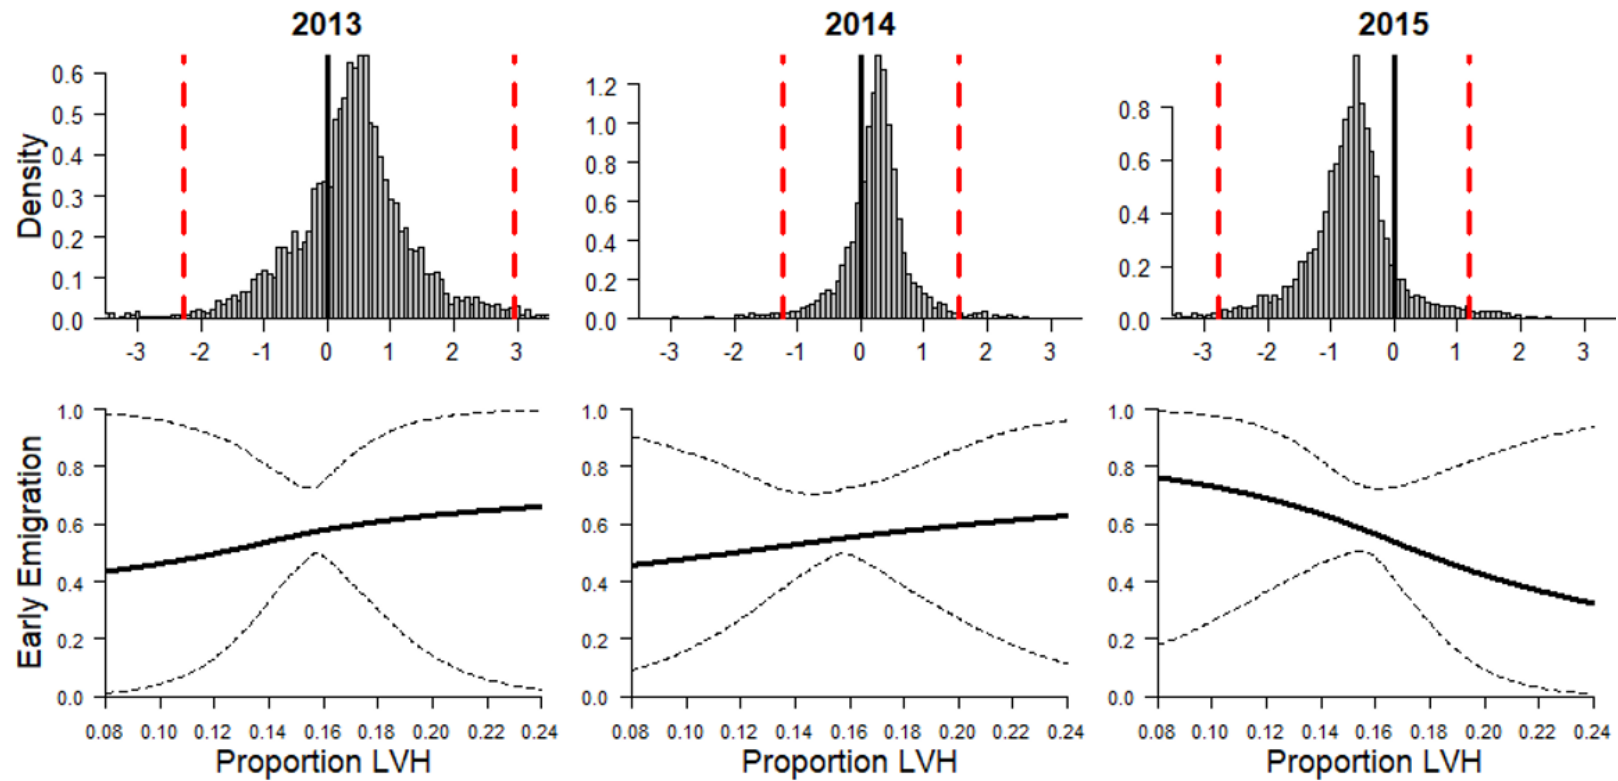 2013 2014 2015
Density
0.6 0.5 0.4 0.3 0.2 0.1 0.0
-3 -2 -1 0 1 2 3
1.2 1.0 0.8 0.6 0.4 0.2 0.0
-3 -2 -1 0 1 2 3
0.8 0.6 0.4 0.2 0.0
-3 -2 -1 0 1 2 3
Early Emigration
1.0 0.8 0.6 0.4 0.2 0.0
0.08 0.10 0.12 0.14 0.16 0.18 0.20 0.22 0.24
Proportion LVH
1.0 0.8 0.6 0.4 0.2 0.0
0.08 0.10 0.12 0.14 0.16 0.18 0.20 0.22 0.24
Proportion LVH
1.0 0.8 0.6 0.4 0.2 0.0
0.08 0.10 0.12 0.14 0.16 0.18 0.20 0.22 0.24
Proportion LVH